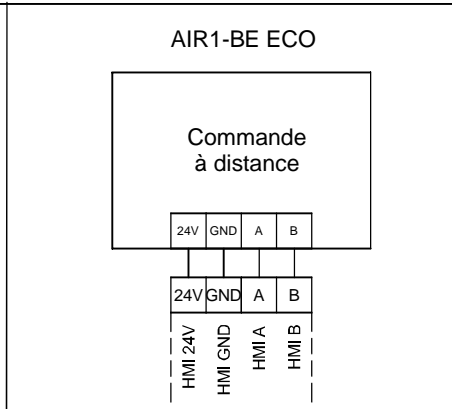 AIR1-BE ECO
Commande
à distance
24V GND A B
24V GND A B
HMI 24V
HMI GND
HMI A
HMI B